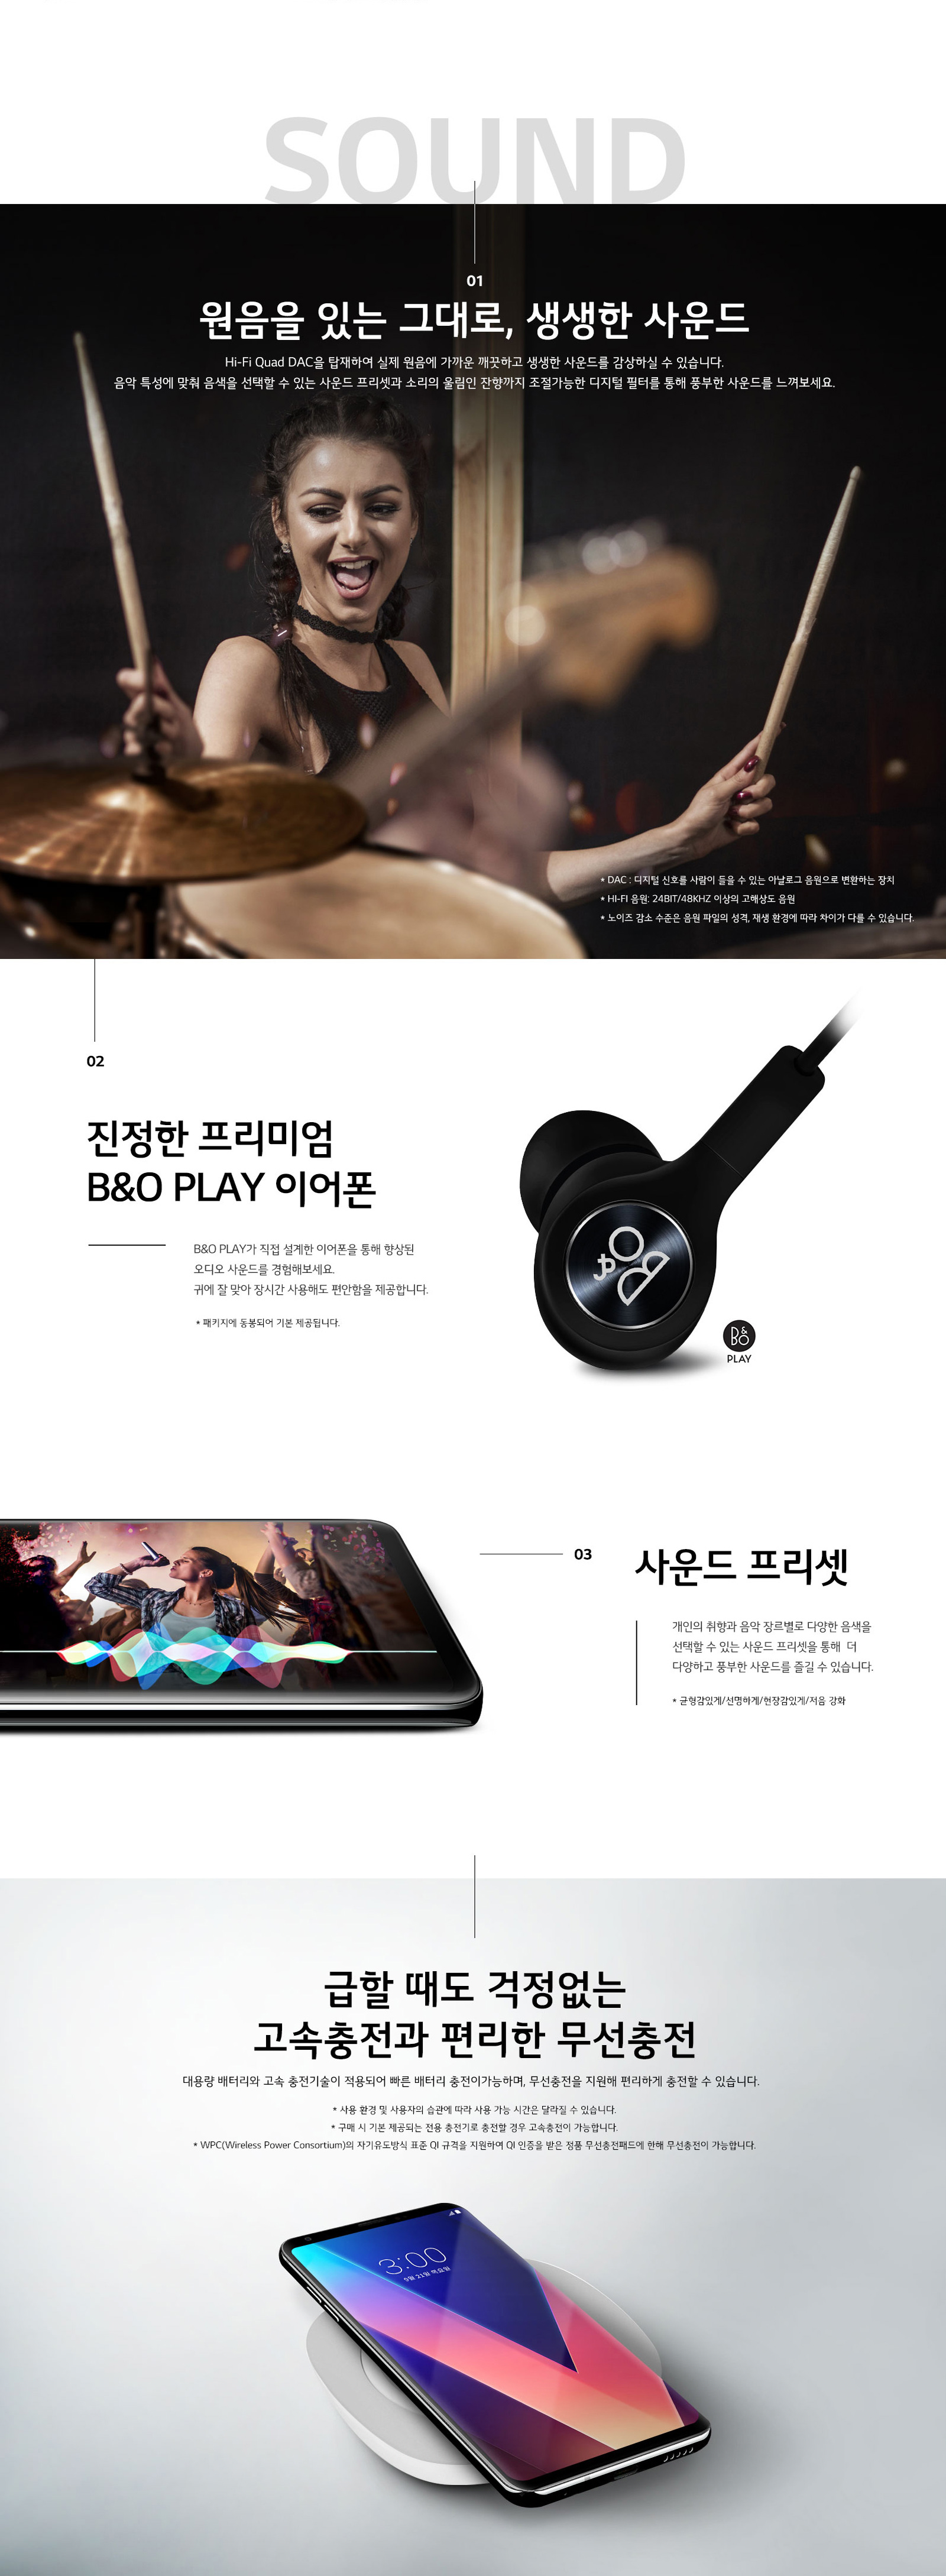 SOUND
01
원음을 있는 그대로, 생생한 사운드
Hi-Fi Quad DAC을 탑재하여 실제 원음에 가까운 깨끗하고 생생한 사운드를 감상하실 수 있습니다.
음악 특성에 맞춰 음색을 선택할 수 있는 사운드 프리셋과 소리의 울림인 잔향까지 조절가능한 디지털 필터를 통해 풍부한 사운드를 느껴보세요.
* DAC : 디지털 신호를 사람이 들을 수 있는 아날로그 음원으로 변환하는 장치
* HI-FI 음원: 24BIT/48KHZ 이상의 고해상도 음원
* 노이즈 감소 수준은 음원 파일의 성격, 재생 환경에 따라 차이가 다를 수 있습니다.
02
진정한 프리미엄
B&O PLAY 이어폰
B&O PLAY가 직접 설계한 이어폰을 통해 향상된
오디오 사운드를 경험해보세요.
귀에 잘 맞아 장시간 사용해도 편안함을 제공합니다.
* 패키지에 동봉되어 기본 제공됩니다.
B&O
PLAY
03
사운드 프리셋
개인의 취향과 음악 장르별로 다양한 음색을
선택할 수 있는 사운드 프리셋을 통해 더
다양하고 풍부한 사운드를 즐길 수 있습니다.
* 균형감있게/선명하게/현장감있게/저음 강화
급할 때도 걱정없는
고속충전과 편리한 무선충전
대용량 배터리와 고속 충전기술이 적용되어 빠른 배터리 충전이가능하며, 무선충전을 지원해 편리하게 충전할 수 있습니다.
* 사용 환경 및 사용자의 습관에 따라 사용 가능 시간은 달라질 수 있습니다.
* 구매 시 기본 제공되는 전용 충전기로 충전할 경우 고속충전이 가능합니다.
* WPC(Wireless Power Consortium)의 자기유도방식 표준 QI 규격을 지원하여 QI 인증을 받은 정품 무선충전패드에 한해 무선충전이 가능합니다.
3:00
9월 21일 목요일